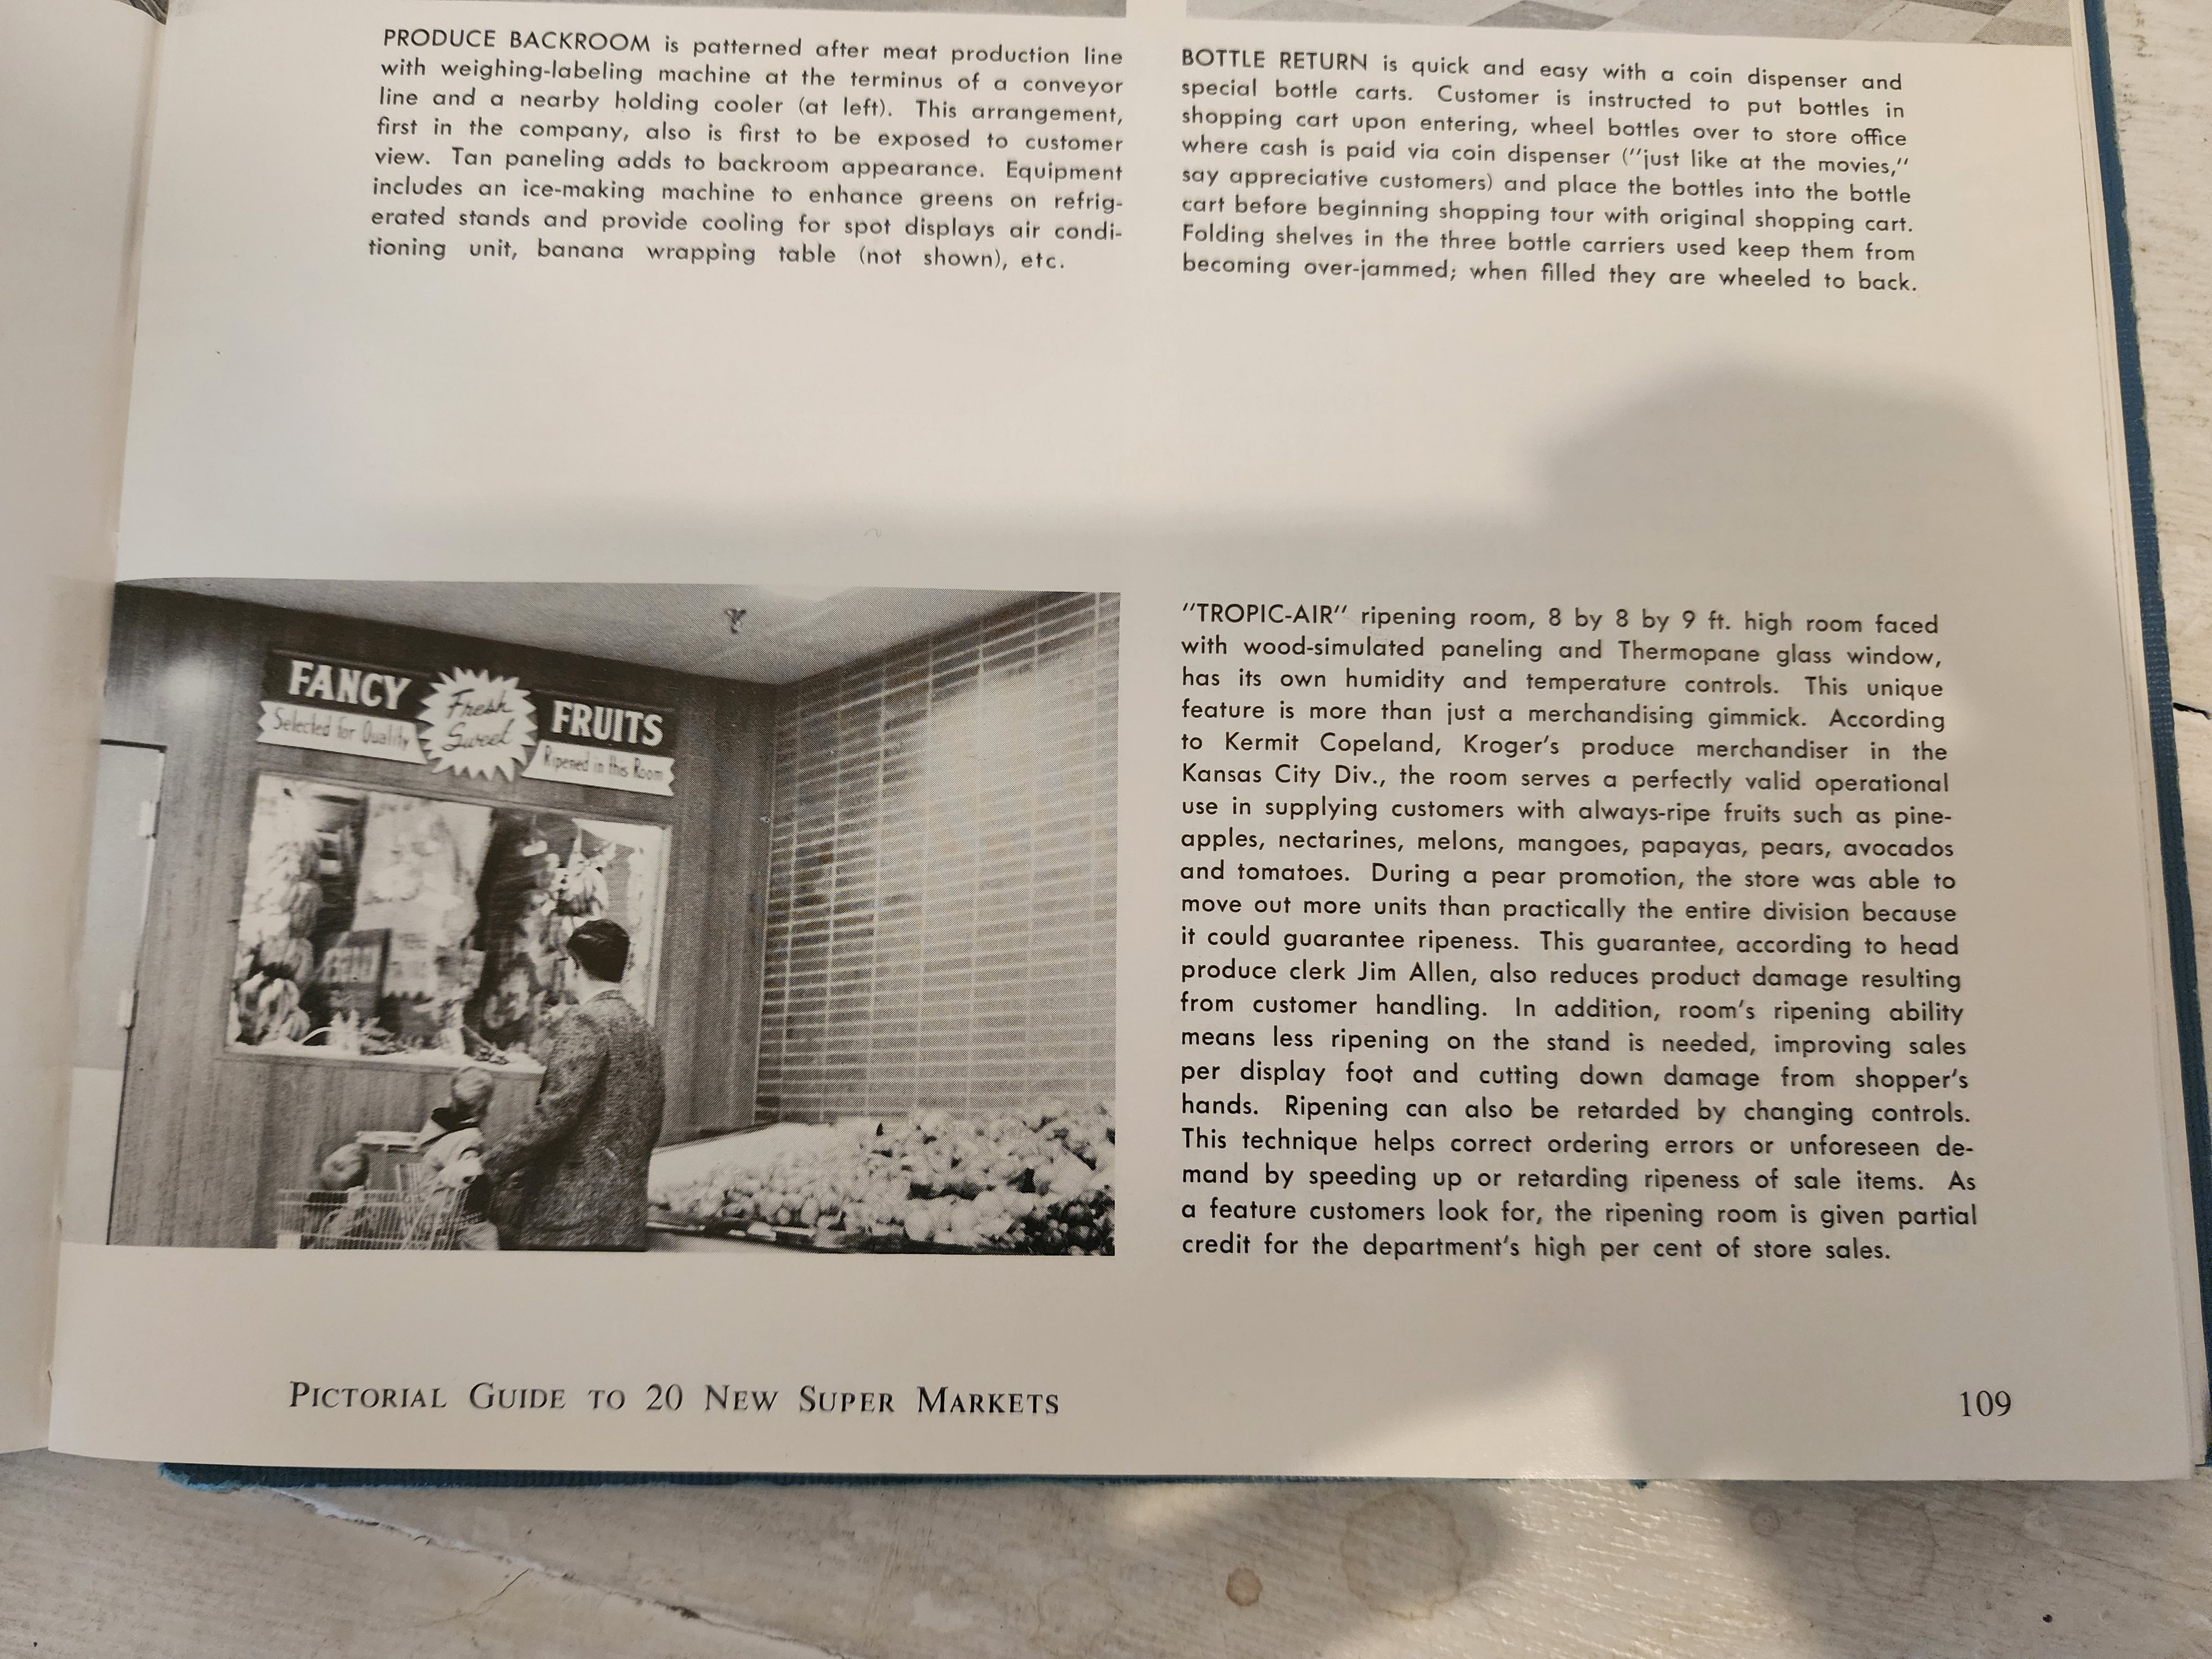 PRODUCE BACKROOM is patterned after meat production line
with weighing-labeling machine at the terminus of a conveyor
line and a nearby holding cooler (at left). This arrangement,
first in the company, also is first to be exposed to customer
view. Tan paneling adds to backroom appearance. Equipment
includes an ice-making machine to enhance greens on refrig-
erated stands and provide cooling for spot displays air condi-
tioning unit, banana wrapping table (not shown), etc.
BOTTLE RETURN is quick and easy with a coin dispenser and
special bottle carts. Customer is instructed to put bottles in
shopping cart upon entering, wheel bottles over to store office
where cash is paid via coin dispenser ("just like at the movies,"
say appreciative customers) and place the bottles into the bottle
cart before beginning shopping tour with original shopping cart.
Folding shelves in the three bottle carriers used keep them from
becoming over-jammed; when filled they are wheeled to back.
FANCY
Fresh
Sweet
FRUITS
Selected for Quality
Ripened in this Room
"TROPIC-AIR" ripening room, 8 by 8 by 9 ft. high room faced
with wood-simulated paneling and Thermopane glass window,
has its own humidity and temperature controls. This unique
feature is more than just a merchandising gimmick. According
to Kermit Copeland, Kroger's produce merchandiser in the
Kansas City Div., the room serves a perfectly valid operational
use in supplying customers with always-ripe fruits such as pine-
apples, nectarines, melons, mangoes, papayas, pears, avocados
and tomatoes. During a pear promotion, the store was able to
move out more units than practically the entire division because
it could guarantee ripeness. This guarantee, according to head
produce clerk Jim Allen, also reduces product damage resulting
from customer handling. In addition, room's ripening ability
means less ripening on the stand is needed, improving sales
per display foot and cutting down damage from shopper's
hands. Ripening can also be retarded by changing controls.
This technique helps correct ordering errors or unforeseen de-
mand by speeding up or retarding ripeness of sale items. As
a feature customers look for, the ripening room is given partial
credit for the department's high per cent of store sales.
PICTORIAL GUIDE TO 20 NEW SUPER MARKETS
109